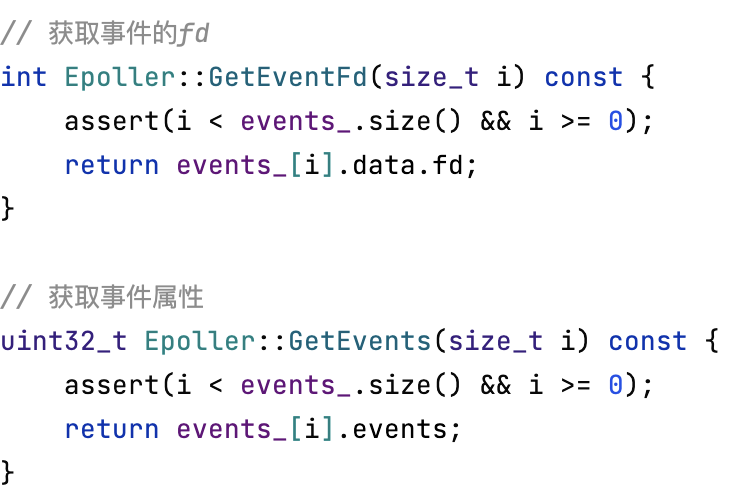 // 获取事件的fd
int Epoller::GetEventFd(size_t i) const {
    assert(i < events_.size() && i >= 0);
    return events_[i].data.fd;
}

// 获取事件属性
uint32_t Epoller::GetEvents(size_t i) const {
    assert(i < events_.size() && i >= 0);
    return events_[i].events;
}